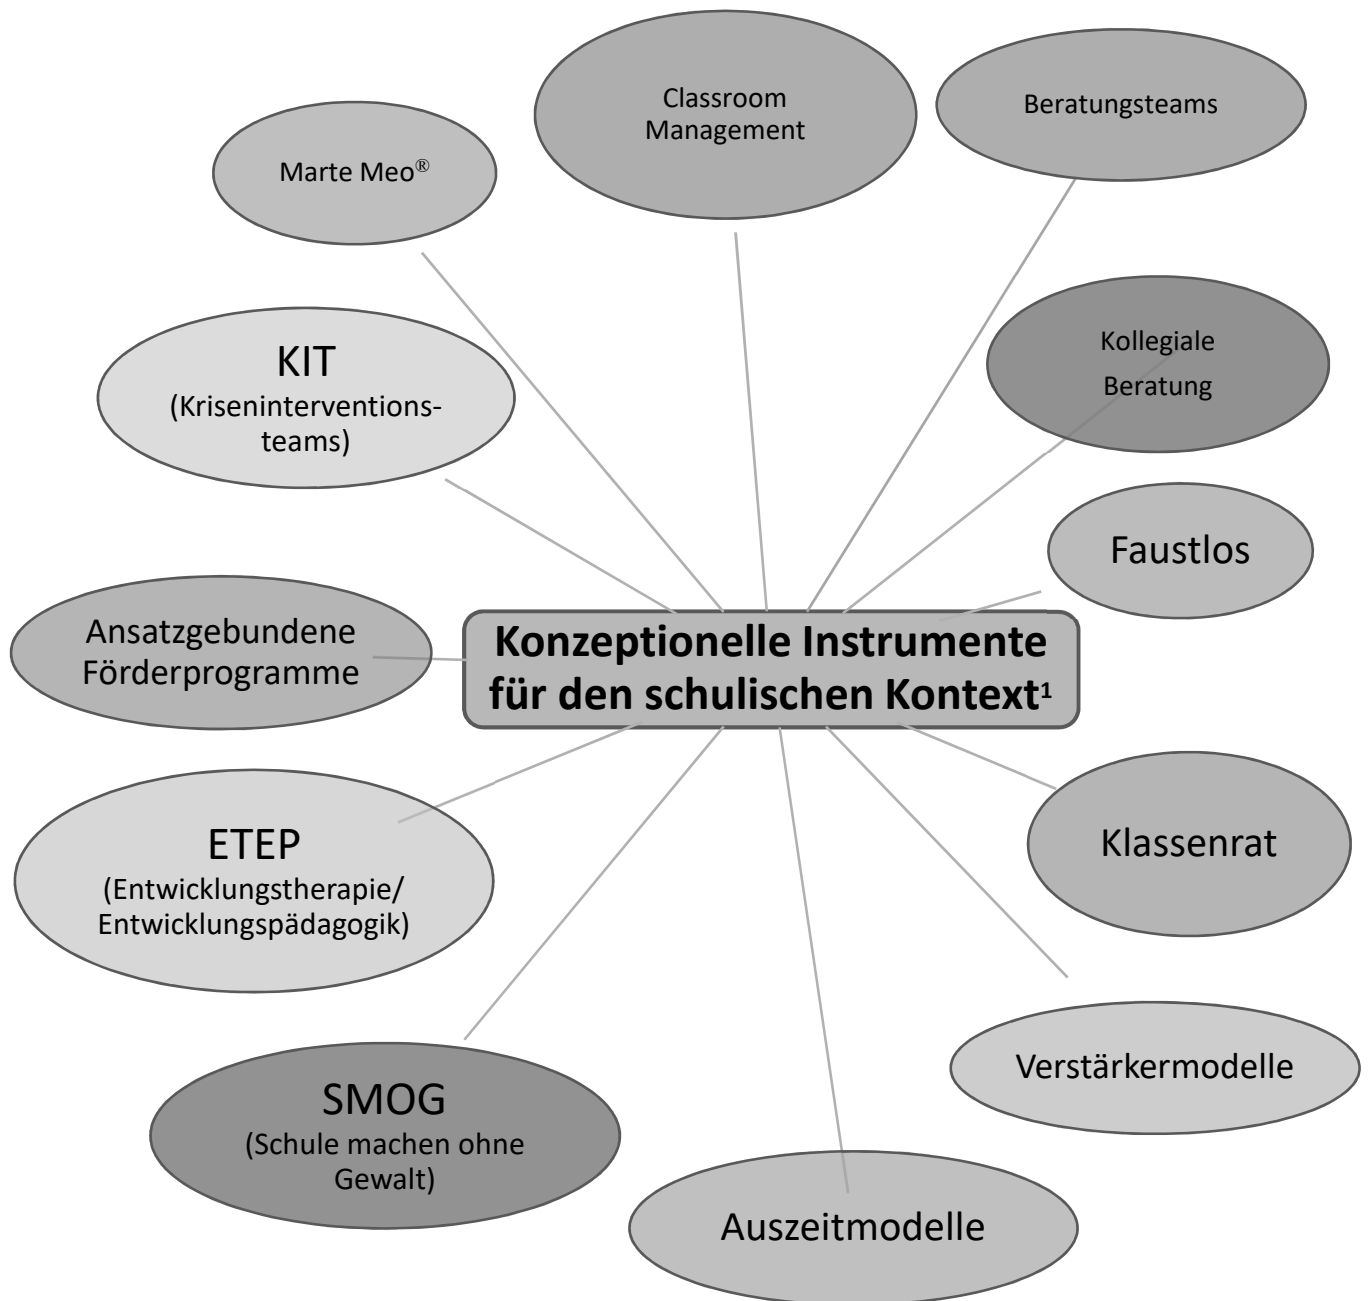 Classroom
Management
Beratungsteams
Marte Meo®
KIT
(Kriseninterventions-
teams)
Kollegiale
Beratung
Faustlos
Ansatzgebundene
Förderprogramme
Konzeptionelle Instrumente
für den schulischen Kontext¹
ETEP
(Entwicklungstherapie/
Entwicklungspädagogik)
Klassenrat
Verstärkermodelle
SMOG
(Schule machen ohne
Gewalt)
Auszeitmodelle